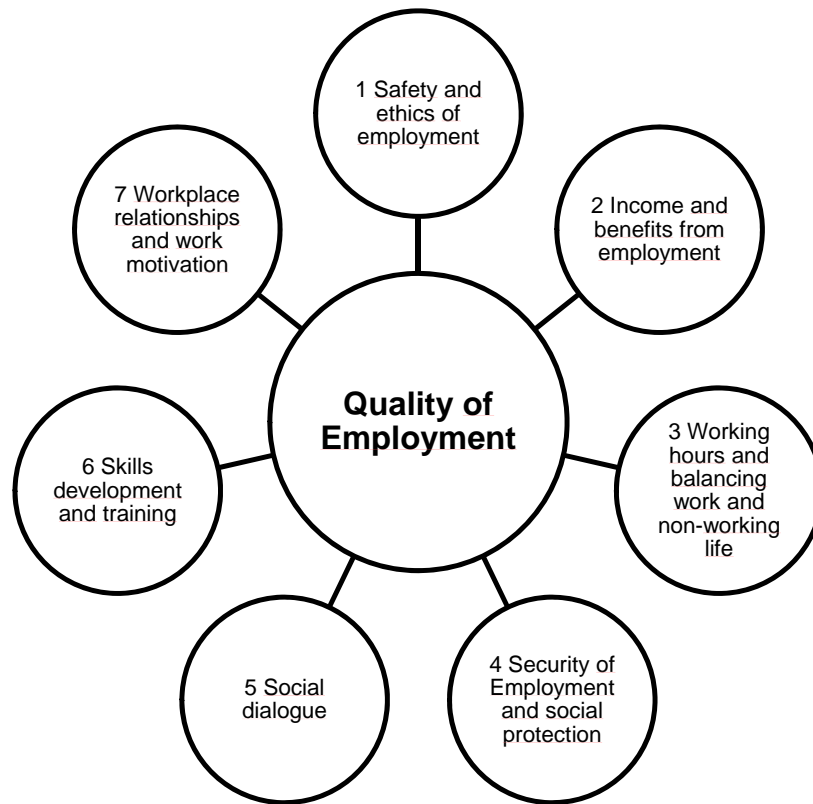 1 Safety and
ethics of
employment
2 Income and
benefits from
employment
3 Working
hours and
balancing
work and
non-working
life
4 Security of
Employment
and social
protection
5 Social
dialogue
6 Skills
development
and training
7 Workplace
relationships
and work
motivation
Quality of
Employment